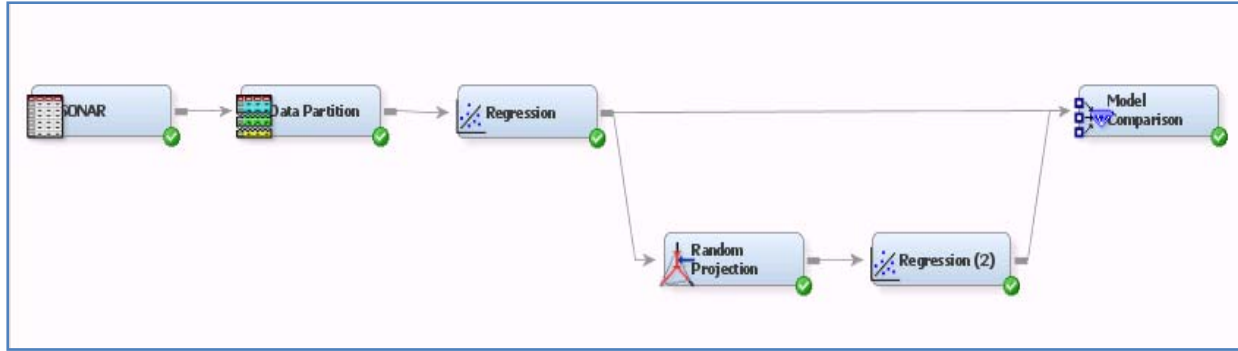 SONAR
Data Partition
Regression
Model
Comparison
Random
Projection
Regression (2)